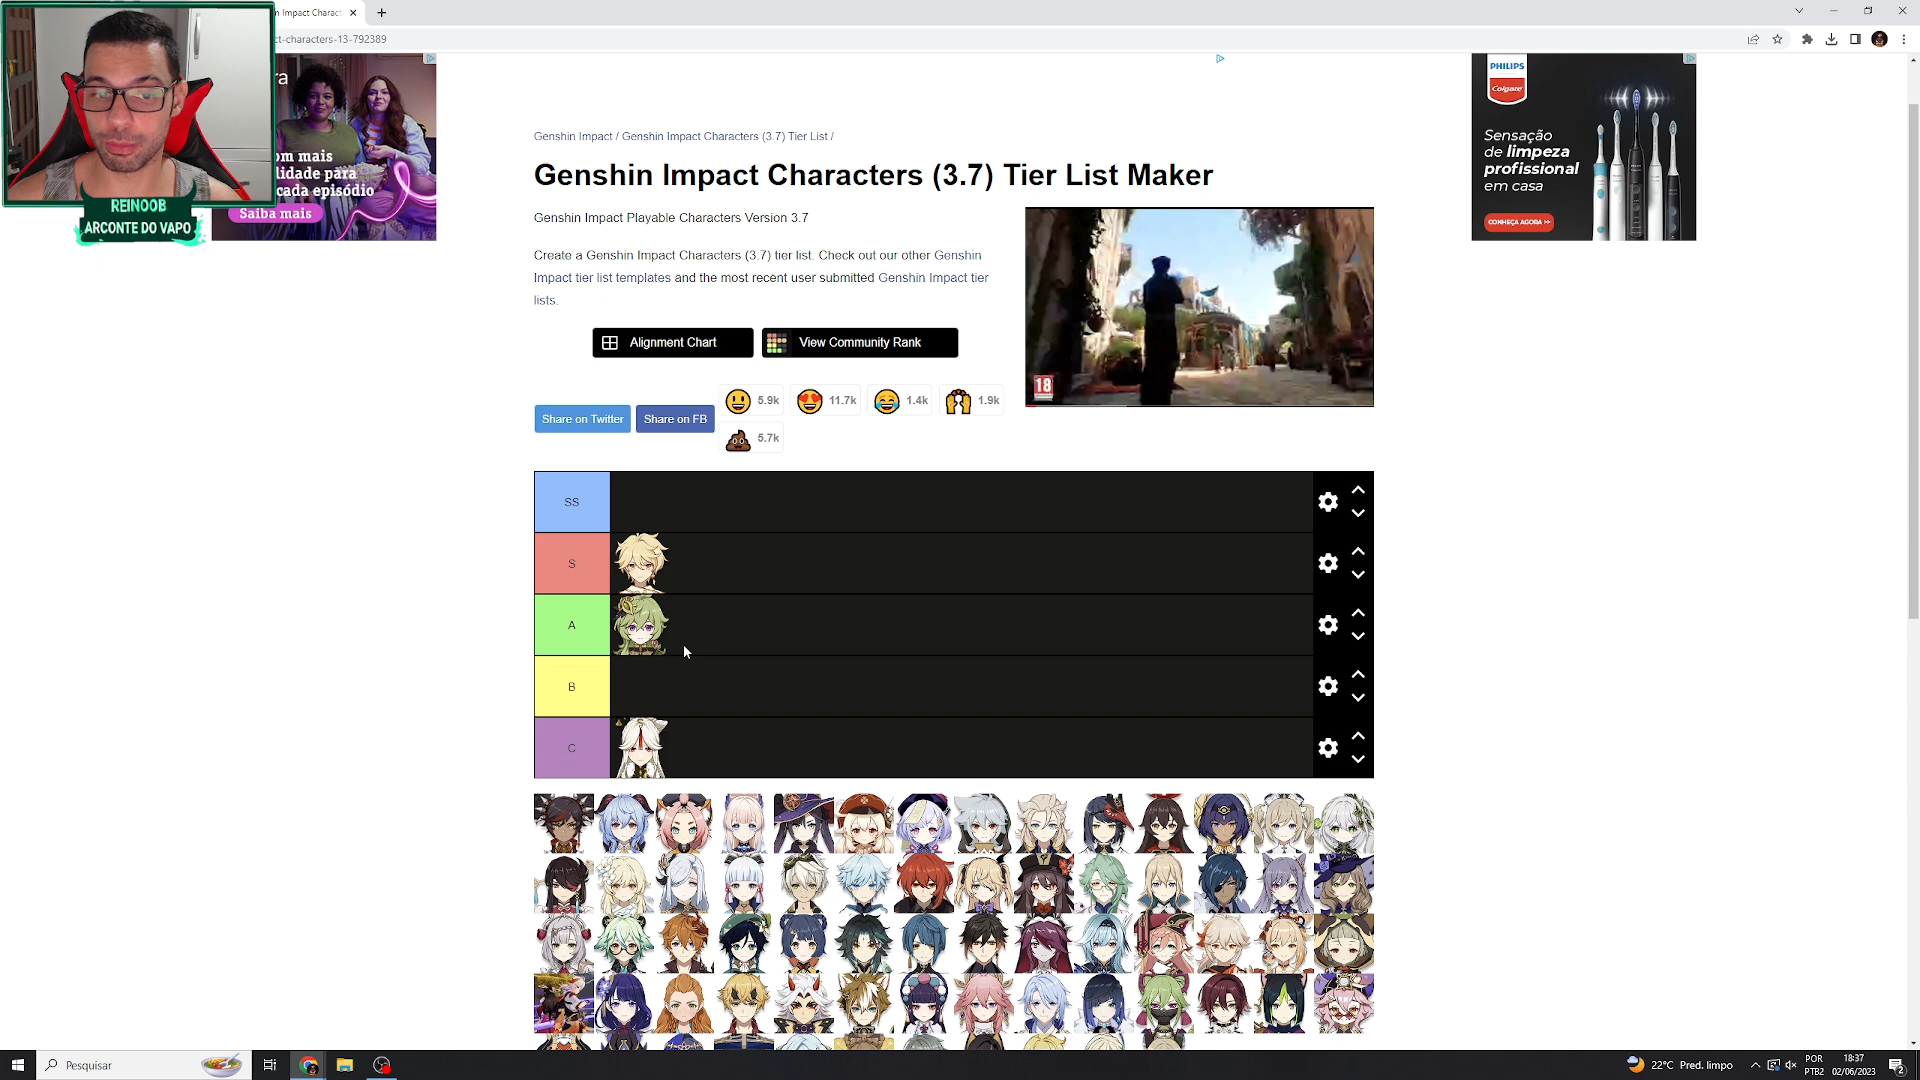 n Impact Charact
ct-characters-13-792389
ra
om mais
lidade para
cada episódio
Saiba mais
REINOOB
ARCONTE DO VAPO
PHILIPS
Colgate
Sensação
de limpeza
profissional
em casa
CONHEÇA AGORA >>
Genshin Impact / Genshin Impact Characters (3.7) Tier List /
Genshin Impact Characters (3.7) Tier List Maker
Genshin Impact Playable Characters Version 3.7
Create a Genshin Impact Characters (3.7) tier list. Check out our other Genshin
Impact tier list templates and the most recent user submitted Genshin Impact tier
lists.
Alignment Chart
View Community Rank
18
Share on Twitter
Share on FB
5.9k
11.7k
1.4k
1.9k
5.7k
SS
S
A
B
C
Pesquisar
22°C Pred. limpo
POR
PTB2
18:37
02/06/2023
2